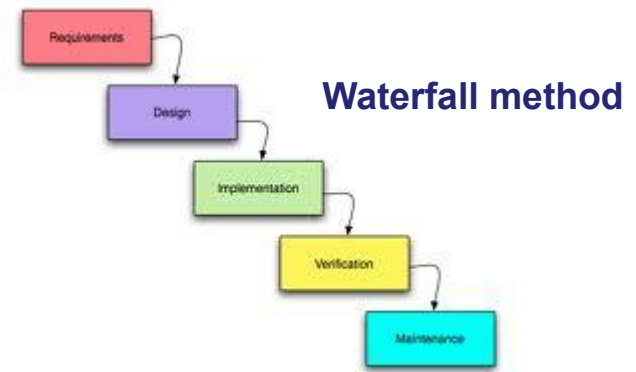 Requirements
Waterfall method
Design
Implementation
Verification
Maintenance